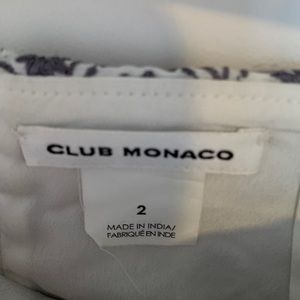 CLUB MONACO
2
MADE IN INDIA/
FABRIQUÉ EN INDE